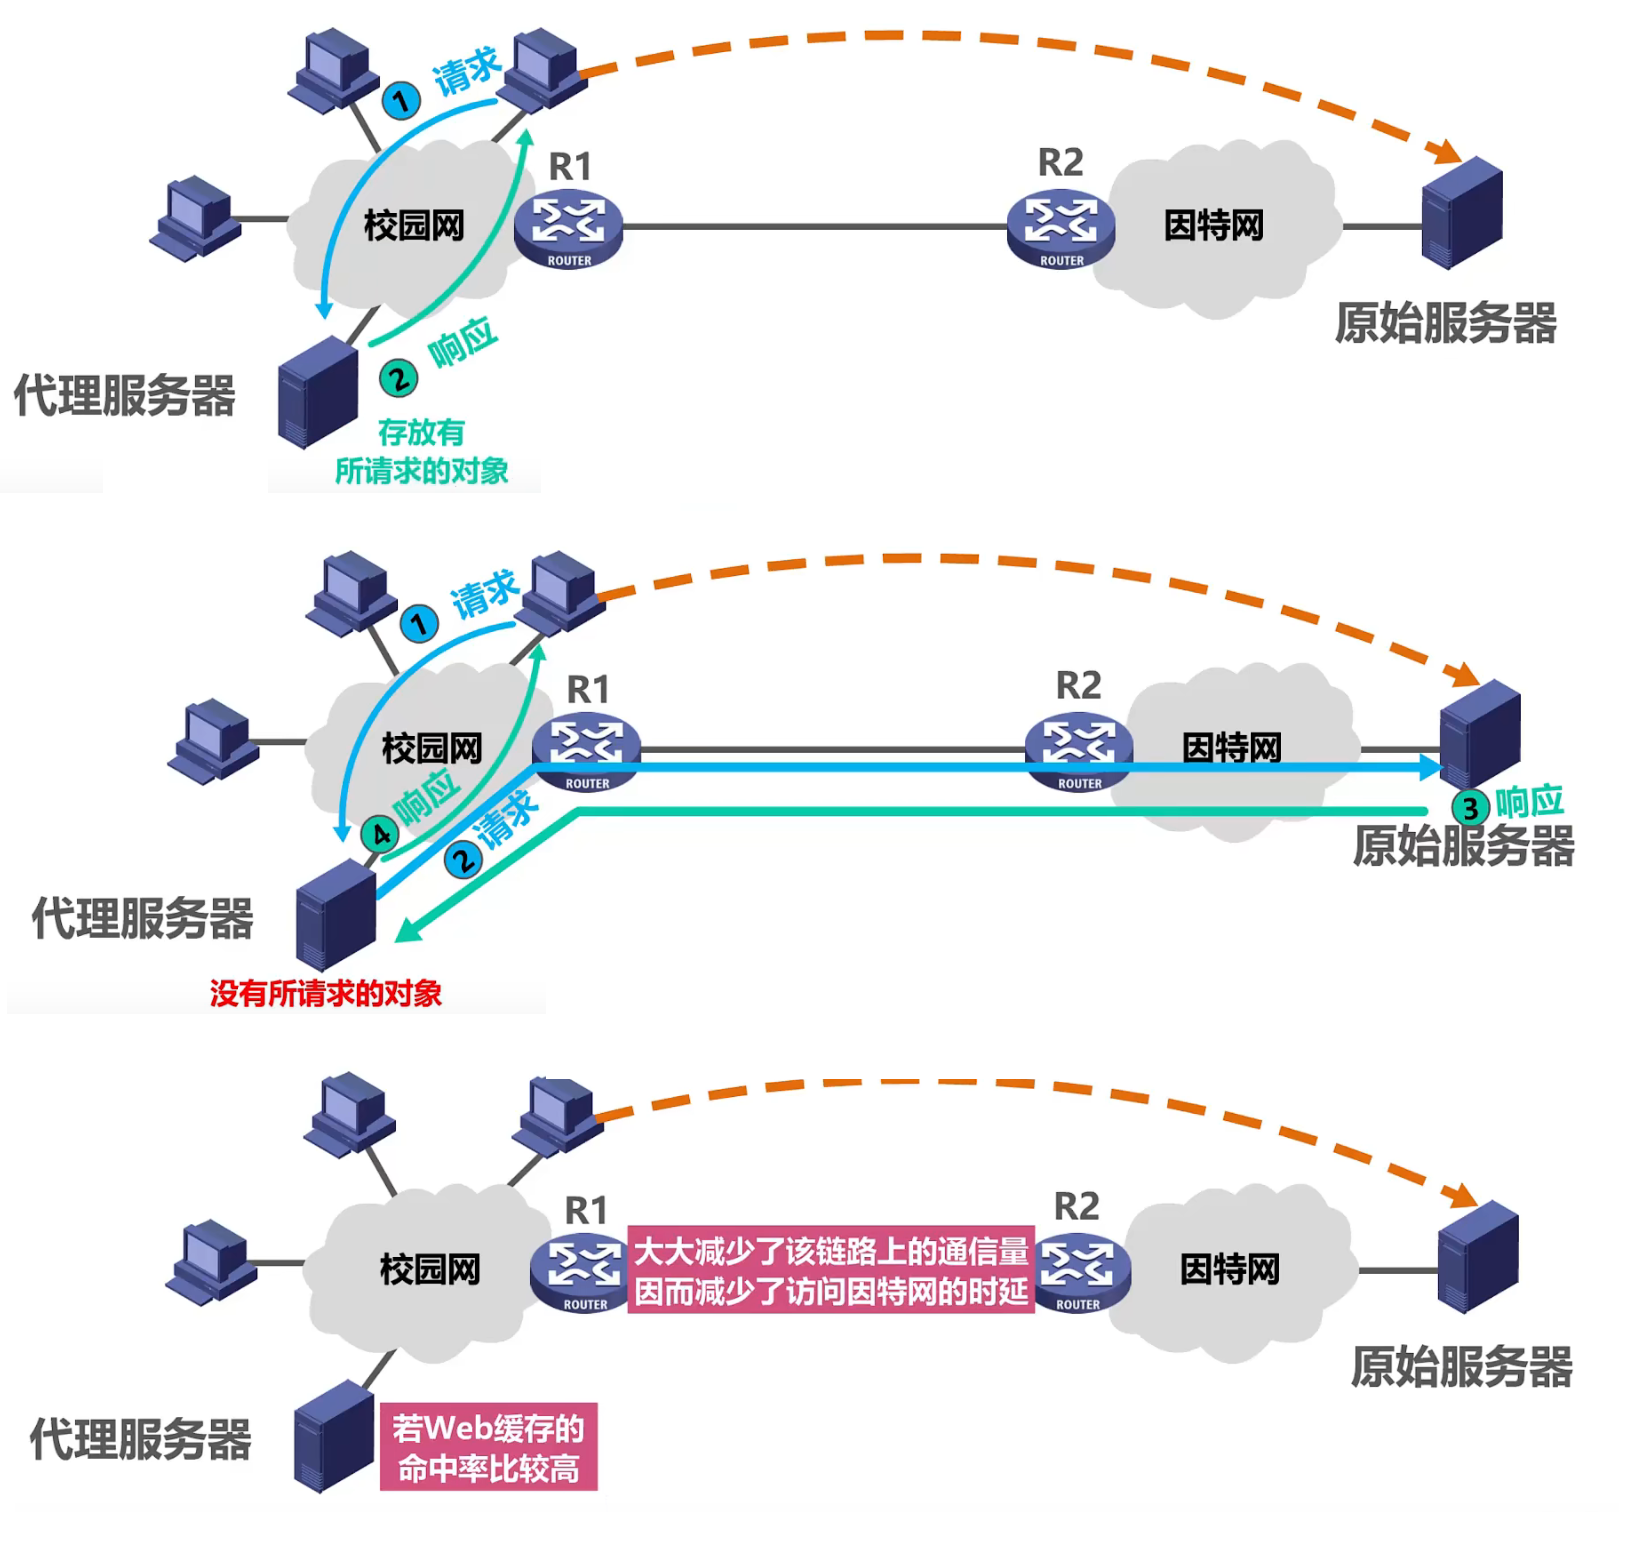 ① 请求
R1
R2
校园网
ROUTER
ROUTER
因特网
原始服务器
② 响应
代理服务器
存放有
所请求的对象
① 请求
R1
R2
校园网
ROUTER
ROUTER
因特网
④ 响应
② 请求
③ 响应
原始服务器
代理服务器
没有所请求的对象
R1
R2
校园网
ROUTER
大大减少了该链路上的通信量
因而减少了访问因特网的时延
ROUTER
因特网
原始服务器
代理服务器
若Web缓存的
命中率比较高